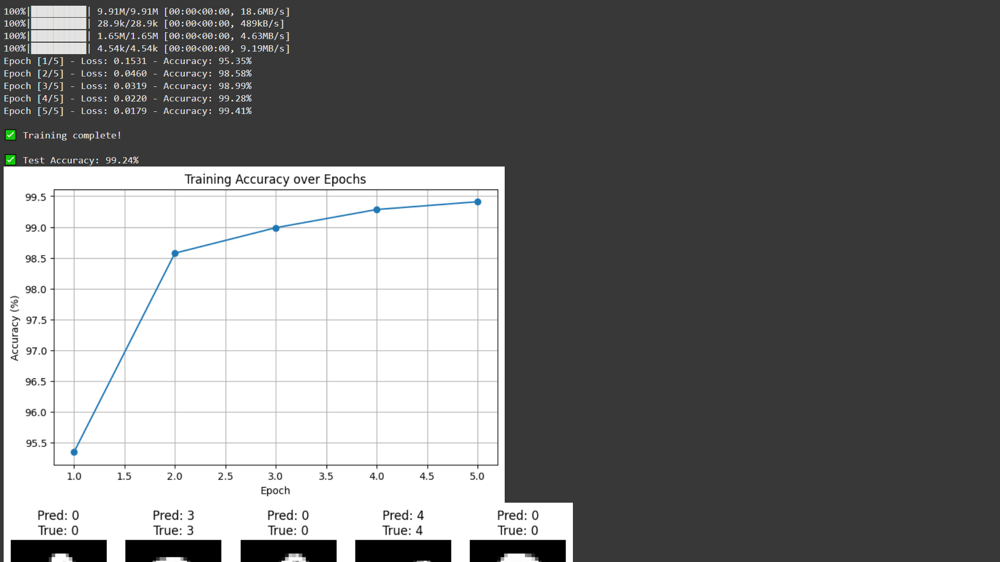 100%|██████████| 9.91M/9.91M [00:00<00:00, 18.6MB/s]
100%|██████████| 28.9k/28.9k [00:00<00:00, 489kB/s]
100%|██████████| 1.65M/1.65M [00:00<00:00, 4.63MB/s]
100%|██████████| 4.54k/4.54k [00:00<00:00, 9.19MB/s]
Epoch [1/5] - Loss: 0.1531 - Accuracy: 95.35%
Epoch [2/5] - Loss: 0.0460 - Accuracy: 98.58%
Epoch [3/5] - Loss: 0.0319 - Accuracy: 98.99%
Epoch [4/5] - Loss: 0.0220 - Accuracy: 99.28%
Epoch [5/5] - Loss: 0.0179 - Accuracy: 99.41%
✅ Training complete!
✅ Test Accuracy: 99.24%
Training Accuracy over Epochs
Accuracy (%)
99.5
99.0
98.5
98.0
97.5
97.0
96.5
96.0
95.5
1.0 1.5 2.0 2.5 3.0 3.5 4.0 4.5 5.0
Epoch
Pred: 0 Pred: 3 Pred: 0 Pred: 4 Pred: 0
True: 0 True: 3 True: 0 True: 4 True: 0